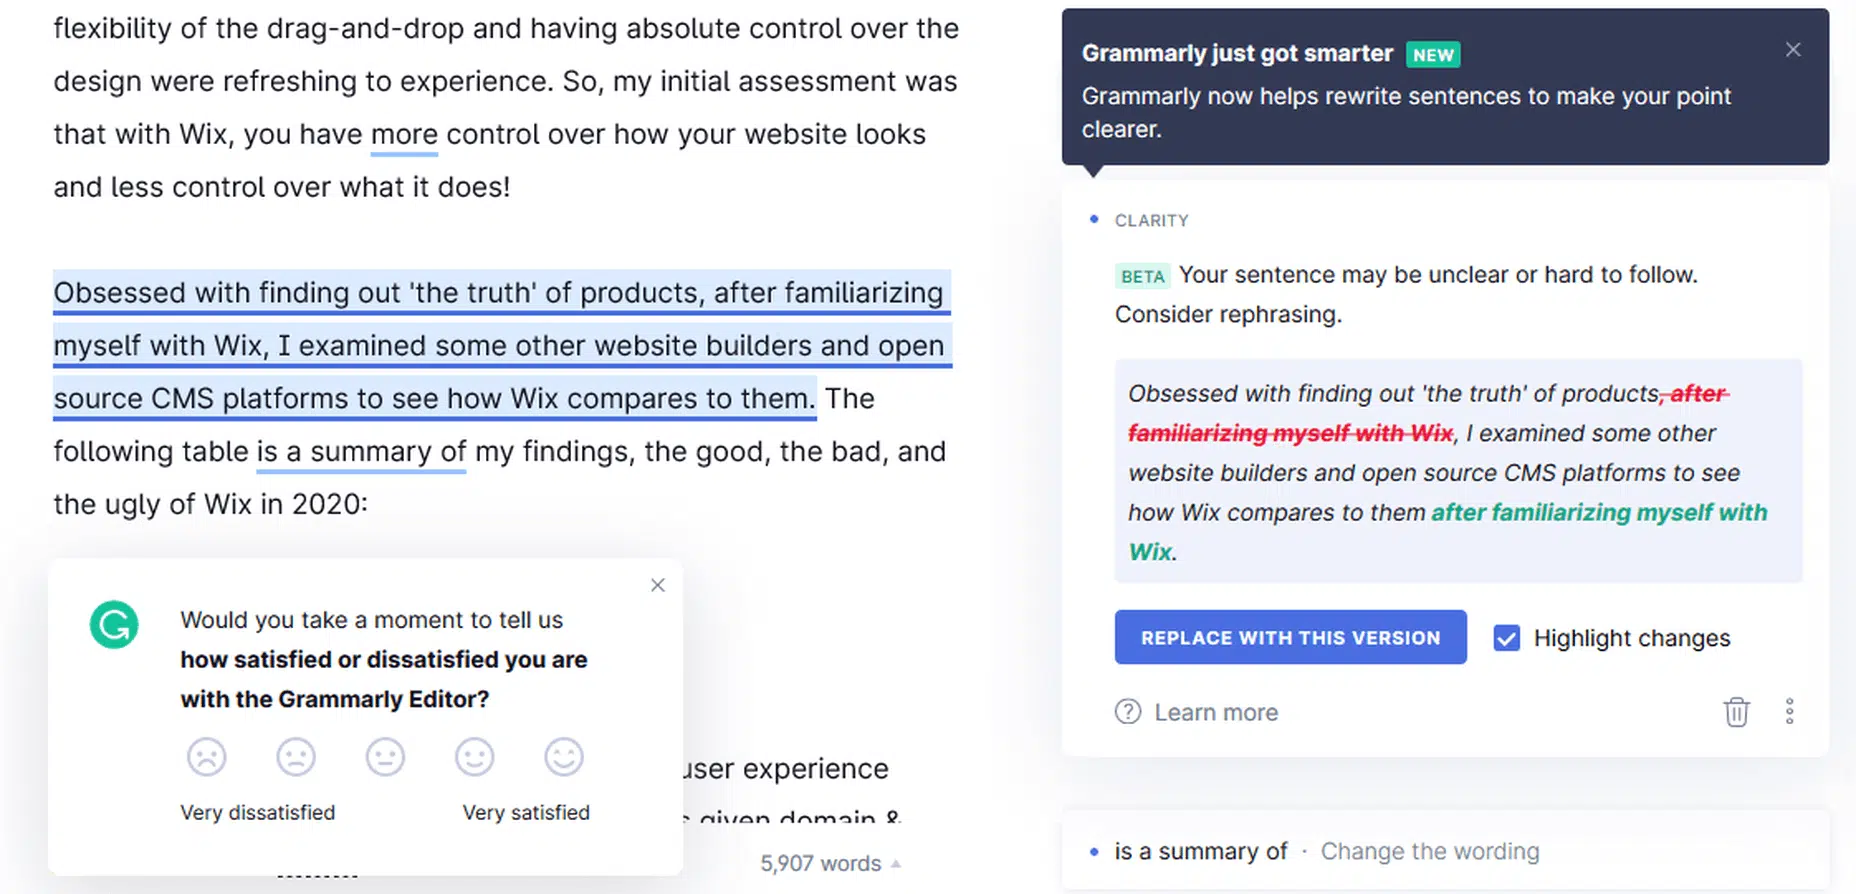 flexibility of the drag-and-drop and having absolute control over the
design were refreshing to experience. So, my initial assessment was
that with Wix, you have more control over how your website looks
and less control over what it does!
Obsessed with finding out 'the truth' of products, after familiarizing
myself with Wix, I examined some other website builders and open
source CMS platforms to see how Wix compares to them. The
following table is a summary of my findings, the good, the bad, and
the ugly of Wix in 2020:
Would you take a moment to tell us
how satisfied or dissatisfied you are
with the Grammarly Editor?
Very dissatisfied Very satisfied
user experience
given domain &
5,907 words
Grammarly just got smarter NEW
Grammarly now helps rewrite sentences to make your point
clearer.
CLARITY
BETA Your sentence may be unclear or hard to follow.
Consider rephrasing.
Obsessed with finding out 'the truth' of products, after
familiarizing myself with Wix, I examined some other
website builders and open source CMS platforms to see
how Wix compares to them after familiarizing myself with
Wix.
REPLACE WITH THIS VERSION Highlight changes
Learn more
is a summary of · Change the wording